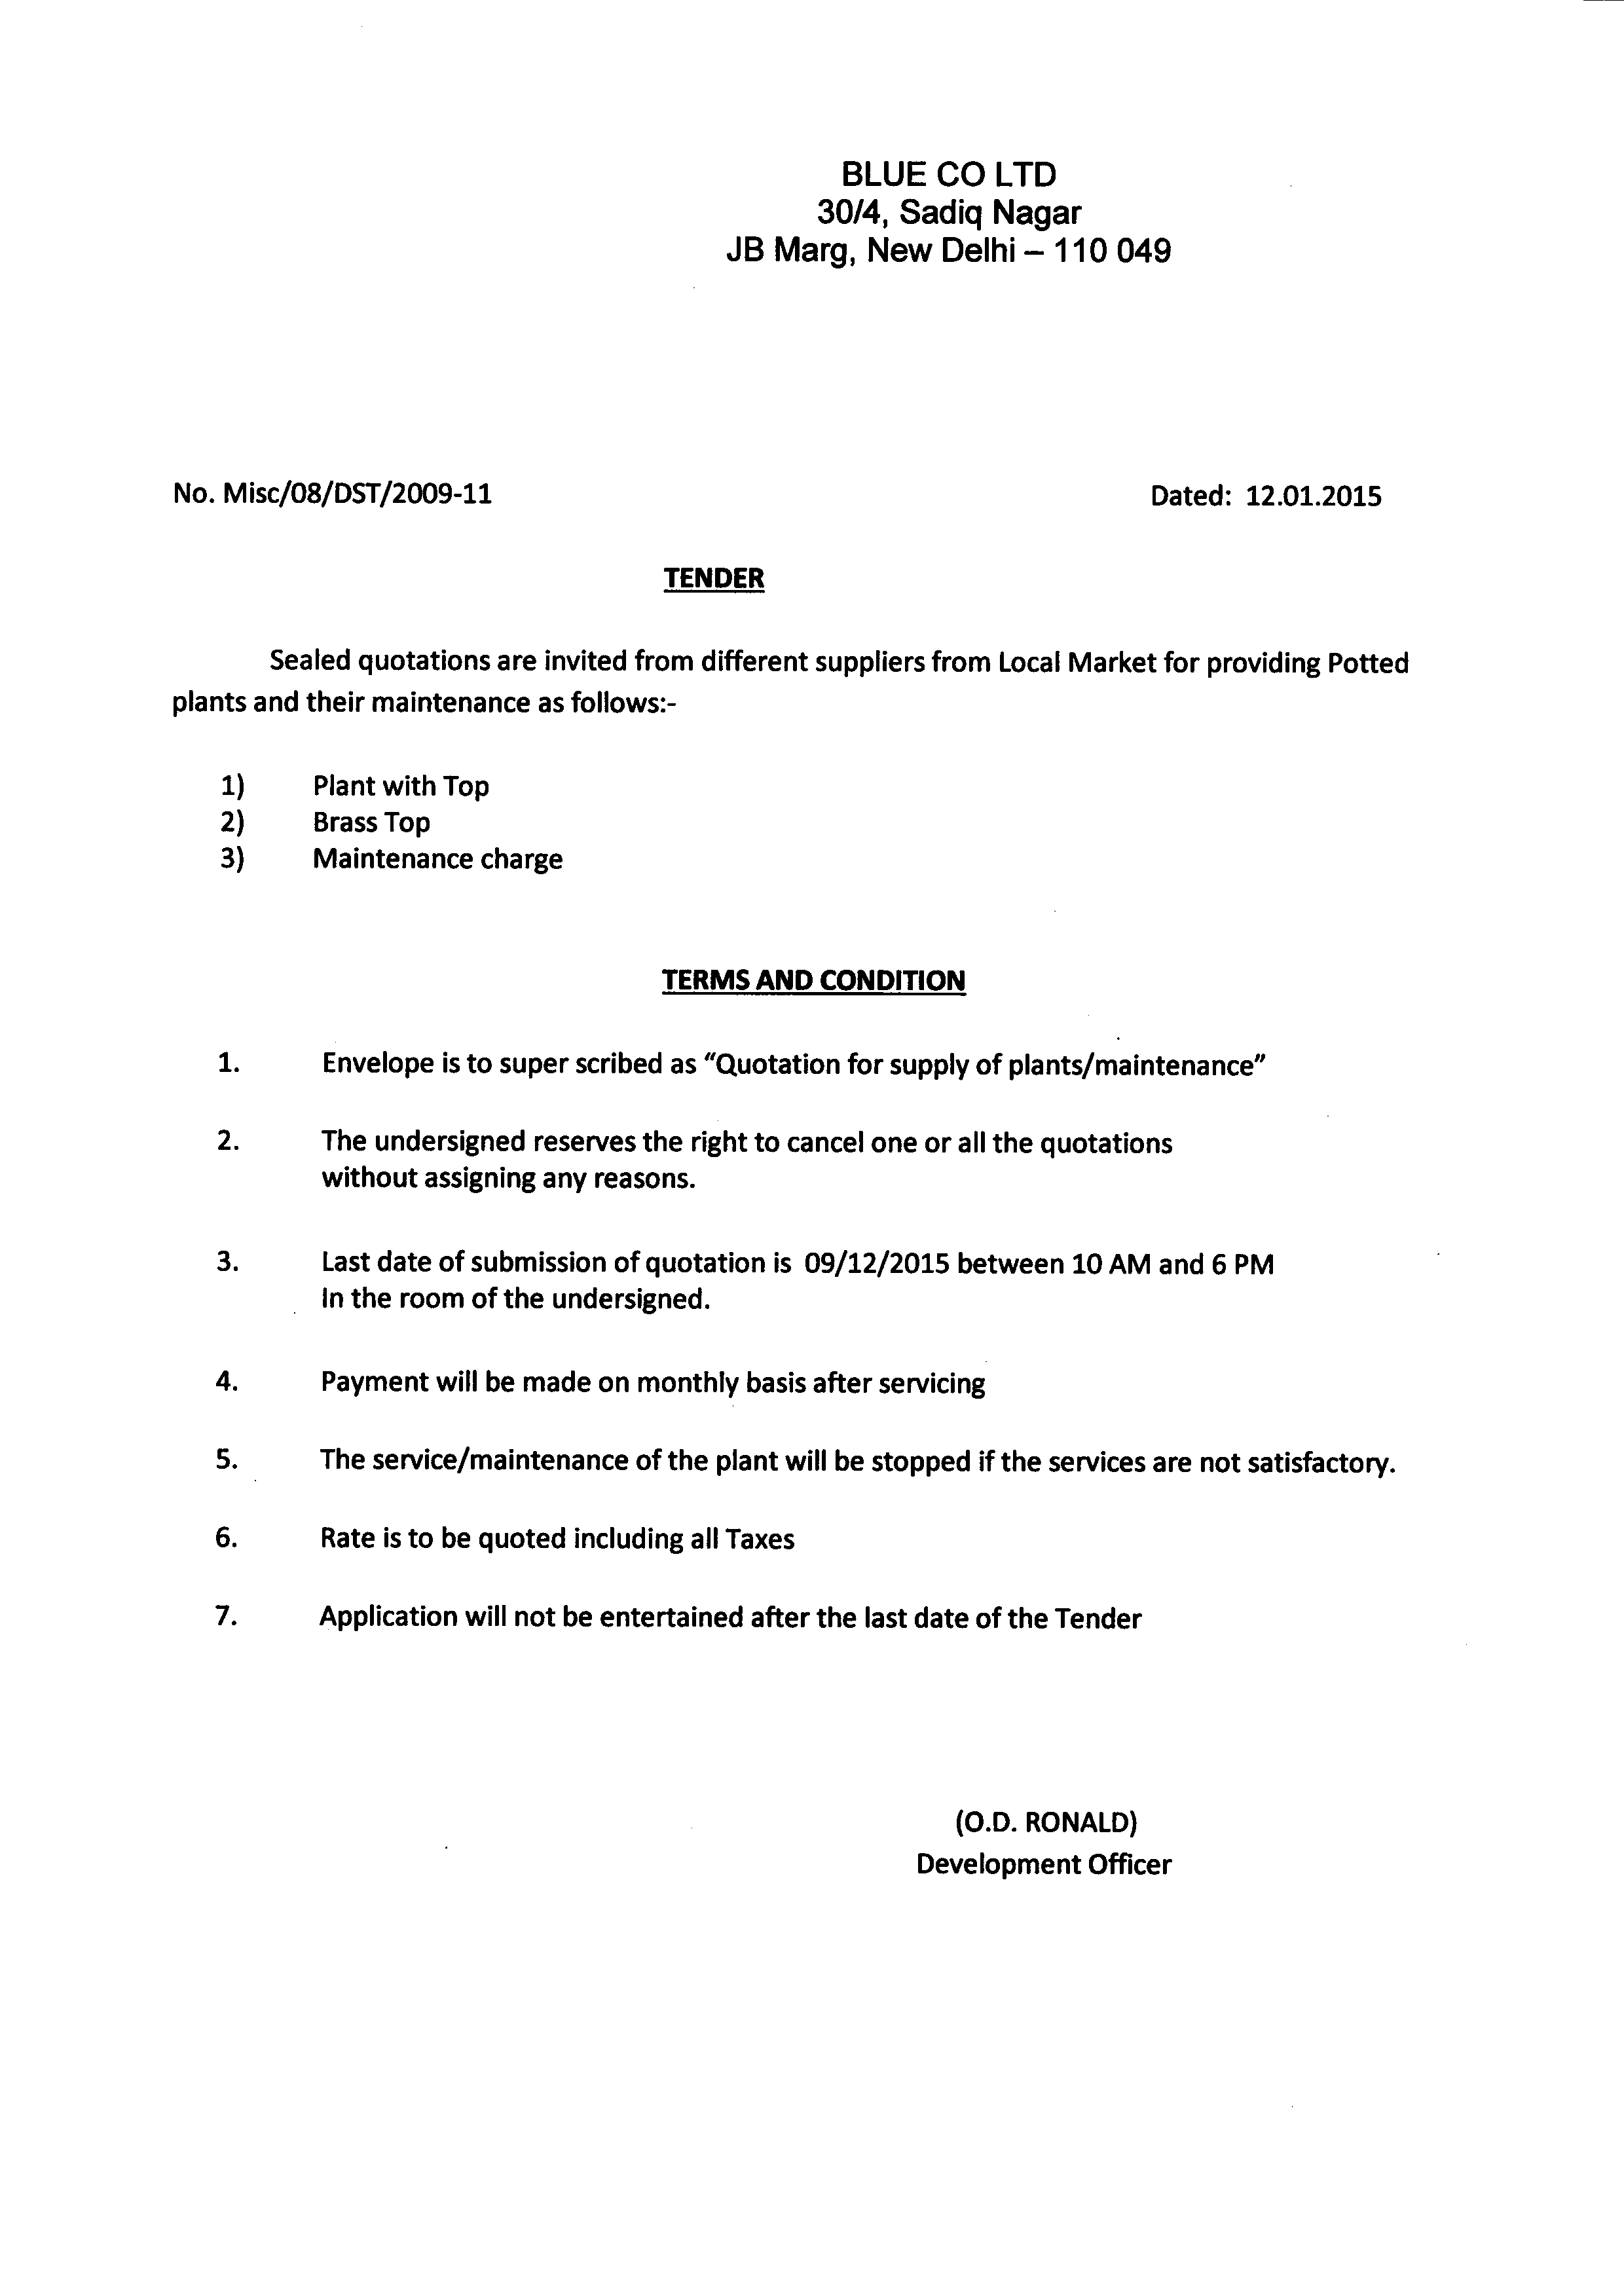 BLUE CO LTD
30/4, Sadiq Nagar
JB Marg, New Delhi – 110 049
No. Misc/08/DST/2009-11 Dated: 12.01.2015
TENDER
Sealed quotations are invited from different suppliers from Local Market for providing Potted
plants and their maintenance as follows:-
1) Plant with Top
2) Brass Top
3) Maintenance charge
TERMS AND CONDITION
1. Envelope is to super scribed as “Quotation for supply of plants/maintenance”
2. The undersigned reserves the right to cancel one or all the quotations
without assigning any reasons.
3. Last date of submission of quotation is 09/12/2015 between 10 AM and 6 PM
In the room of the undersigned.
4. Payment will be made on monthly basis after servicing
5. The service/maintenance of the plant will be stopped if the services are not satisfactory.
6. Rate is to be quoted including all Taxes
7. Application will not be entertained after the last date of the Tender
(O.D. RONALD)
Development Officer